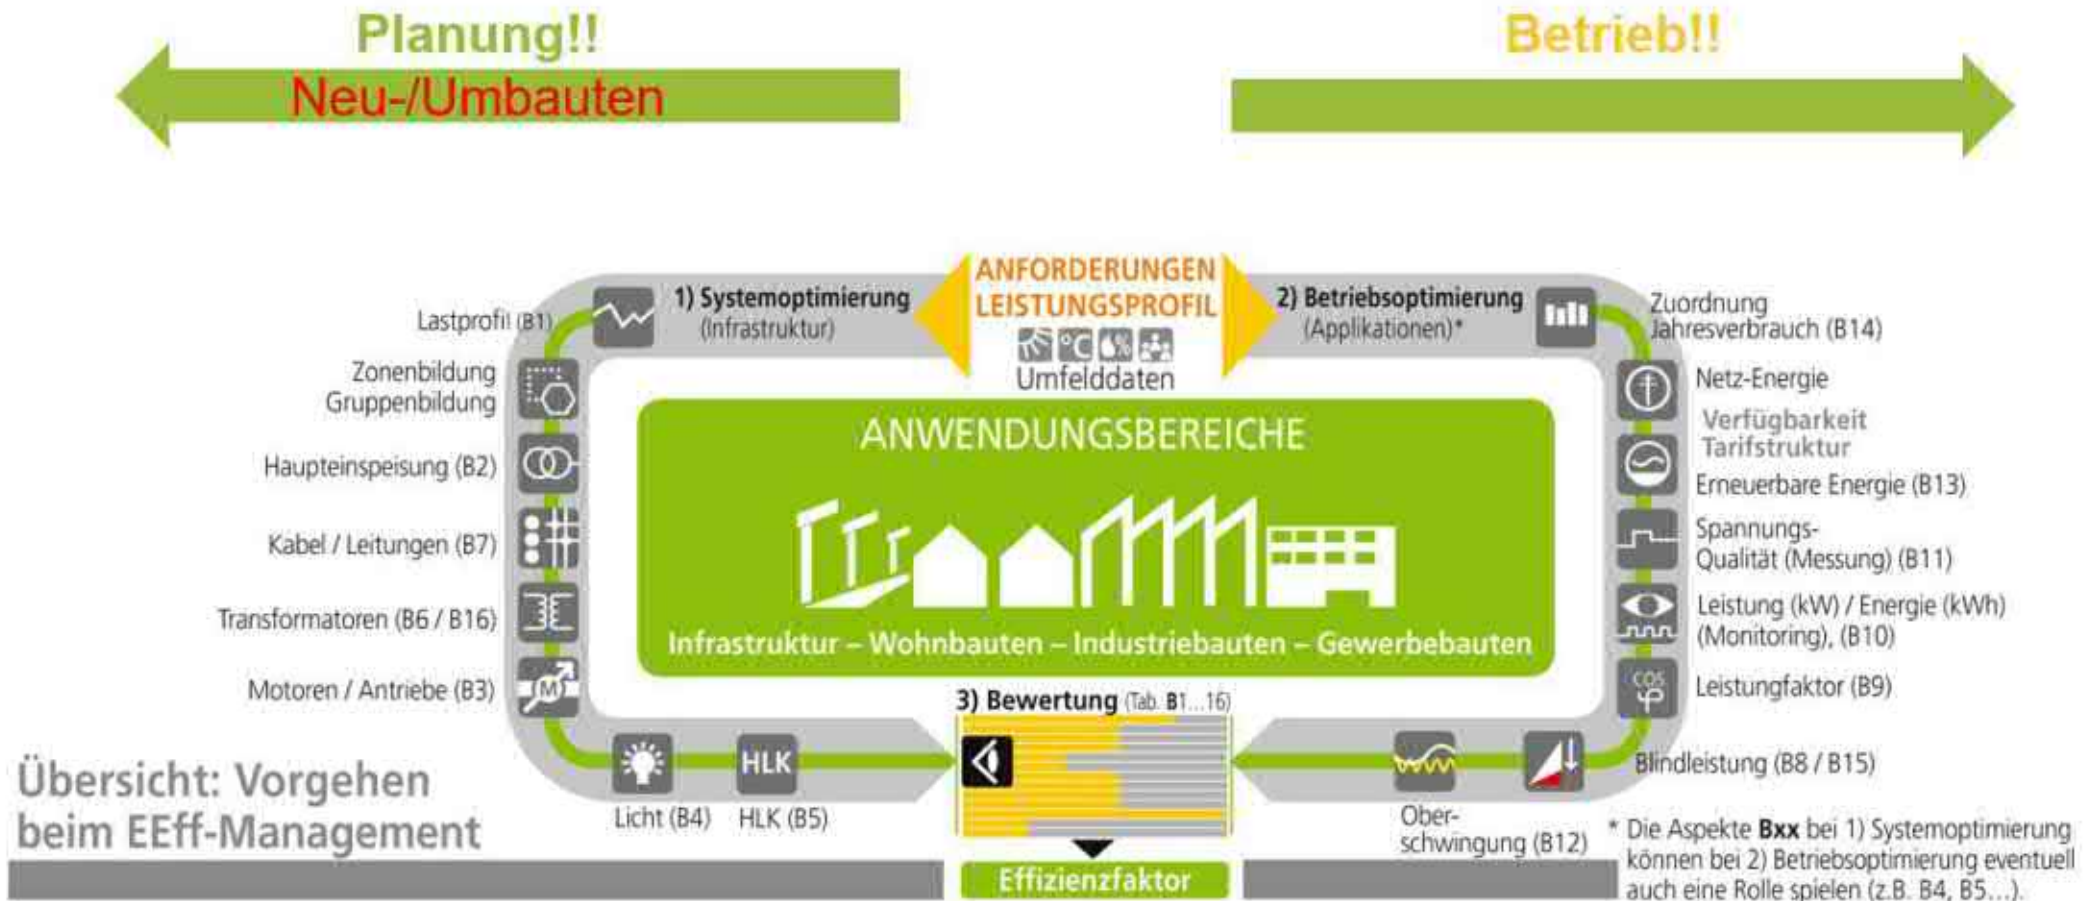 Planung!!
Neu-/Umbauten
Betrieb!!
ANFORDERUNGEN
LEISTUNGSPROFIL
Umfelddaten
1) Systemoptimierung
(Infrastruktur)
2) Betriebsoptimierung
(Applikationen)*
Lastprofil (B1)
Zonenbildung
Gruppenbildung
Haupteinspeisung (B2)
Kabel / Leitungen (B7)
Transformatoren (B6 / B16)
Motoren / Antriebe (B3)
M
Licht (B4)
HLK
HLK (B5)
°C
%
ANWENDUNGSBEREICHE
Infrastruktur – Wohnbauten – Industriebauten – Gewerbebauten
3) Bewertung (Tab. B1...16)
Effizienzfaktor
Zuordnung
Jahresverbrauch (B14)
Netz-Energie
Verfügbarkeit
Tarifstruktur
Erneuerbare Energie (B13)
Spannungs-
Qualität (Messung) (B11)
Leistung (kW) / Energie (kWh)
(Monitoring), (B10)
COS
φ
Leistungfaktor (B9)
Blindleistung (B8 / B15)
Ober-
schwingung (B12)
* Die Aspekte Bxx bei 1) Systemoptimierung
können bei 2) Betriebsoptimierung eventuell
auch eine Rolle spielen (z.B. B4, B5...).
Übersicht: Vorgehen
beim EEff-Management